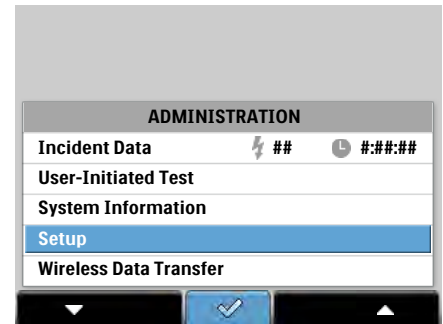 ADMINISTRATION
Incident Data ## #:##:##
User-Initiated Test
System Information
Setup
Wireless Data Transfer